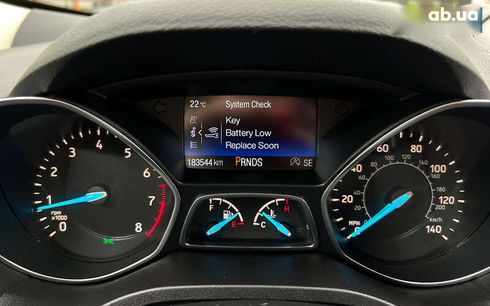 ab.ua
22°C System Check
Key
Battery Low
Replace Soon
183544 km PRNDS SE
1 2 3 4 5 6 7 8 0
rpm
x1000
F E
H C
MPH 20 40 60 80 100 120 140
km/h